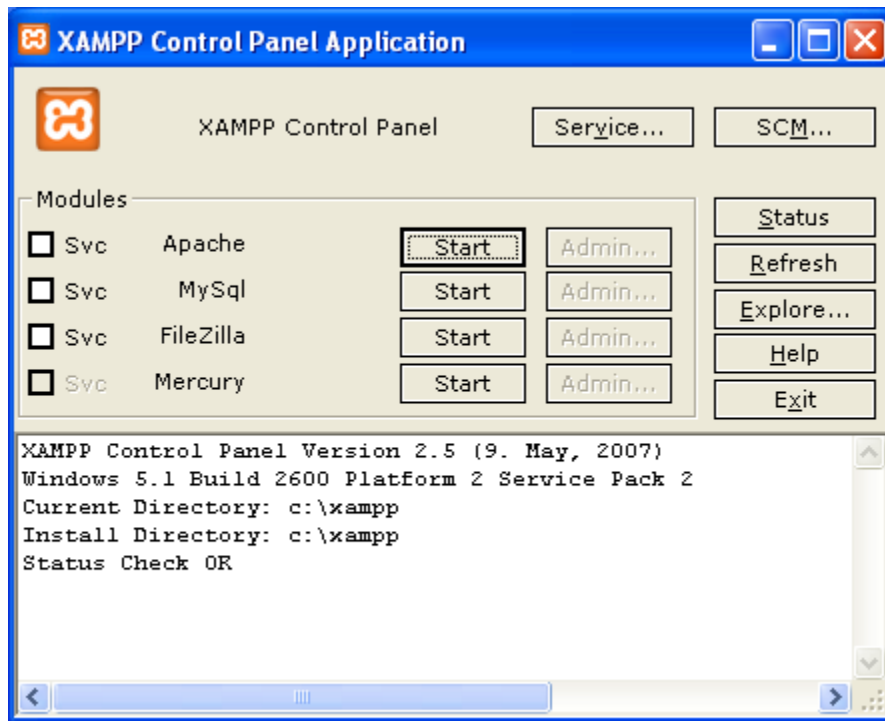 XAMPP Control Panel Application
XAMPP Control Panel Service... SCM...
Modules
Svc Apache Start Admin...
Svc MySql Start Admin...
Svc FileZilla Start Admin...
Svc Mercury Start Admin...
Status
Refresh
Explore...
Help
Exit
XAMPP Control Panel Version 2.5 (9. May, 2007)
Windows 5.1 Build 2600 Platform 2 Service Pack 2
Current Directory: c:\xampp
Install Directory: c:\xampp
Status Check OK